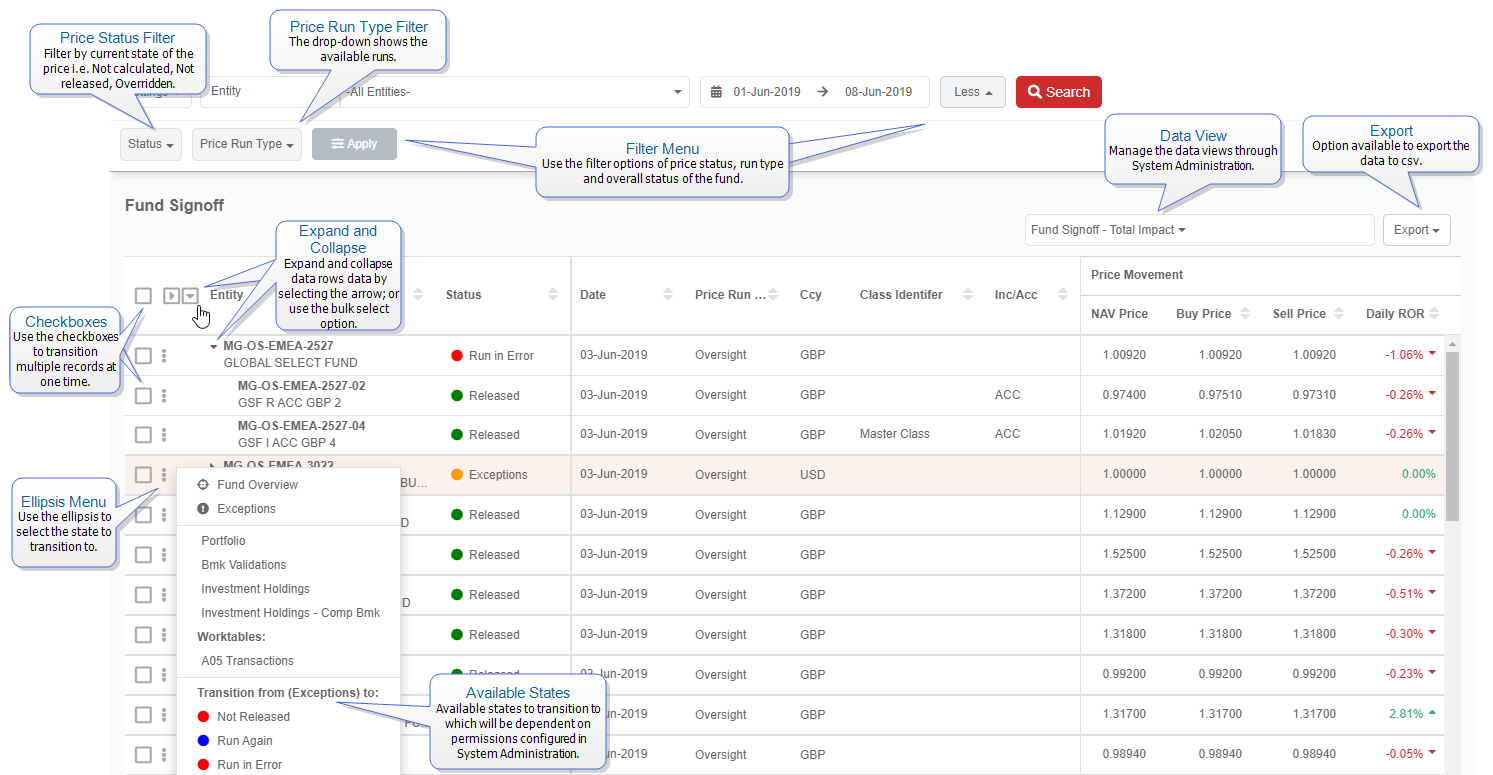 Price Status Filter
Filter by current state of the
price i.e. Not calculated, Not
released, Overridden.
Price Run Type Filter
The drop-down shows the
available runs.
Entity
-All Entities-
01-Jun-2019
08-Jun-2019
Less
Search
Status
Price Run Type
Apply
Filter Menu
Use the filter options of price status, run type
and overall status of the fund.
Data View
Manage the data views through
System Administration.
Export
Option available to export the
data to csv.
Fund Signoff
Fund Signoff - Total Impact
Export
Expand and
Collapse
Expand and collapse
data rows data by
selecting the arrow; or
use the bulk select
option.
Checkboxes
Use the checkboxes
to transition
multiple records at
one time.
Ellipsis Menu
Use the ellipsis to
select the state to
transition to.
Price Movement
Entity Status Date Price Run ... Ccy Class Identifer Inc/Acc NAV Price Buy Price Sell Price Daily ROR
MG-OS-EMEA-2527
GLOBAL SELECT FUND
Run in Error 03-Jun-2019 Oversight GBP 1.00920 1.00920 1.00920 -1.06%
MG-OS-EMEA-2527-02
GSF R ACC GBP 2
Released 03-Jun-2019 Oversight GBP ACC 0.97400 0.97510 0.97310 -0.26%
MG-OS-EMEA-2527-04
GSF I ACC GBP 4
Released 03-Jun-2019 Oversight GBP Master Class ACC 1.01920 1.02050 1.01830 -0.26%
MG-OS-EMEA-3022
BU...
Exceptions 03-Jun-2019 Oversight USD 1.00000 1.00000 1.00000 0.00%
D
Released 03-Jun-2019 Oversight GBP 1.12900 1.12900 1.12900 0.00%
Released 03-Jun-2019 Oversight GBP 1.52500 1.52500 1.52500 -0.26%
D
Released 03-Jun-2019 Oversight GBP 1.37200 1.37200 1.37200 -0.51%
Released 03-Jun-2019 Oversight GBP 1.31800 1.31800 1.31800 -0.30%
Released 03-Jun-2019 Oversight GBP 0.99200 0.99200 0.99200 -0.23%
un-2019 Oversight GBP 1.31700 1.31700 1.31700 2.81%
un-2019 Oversight GBP 0.98940 0.98940 0.98940 -0.05%
Fund Overview
Exceptions
Portfolio
Bmk Validations
Investment Holdings
Investment Holdings - Comp Bmk
Worktables:
A05 Transactions
Transition from (Exceptions) to:
Not Released
Run Again
Run in Error
Available States
Available states to transition to
which will be dependent on
permissions configured in
System Administration.